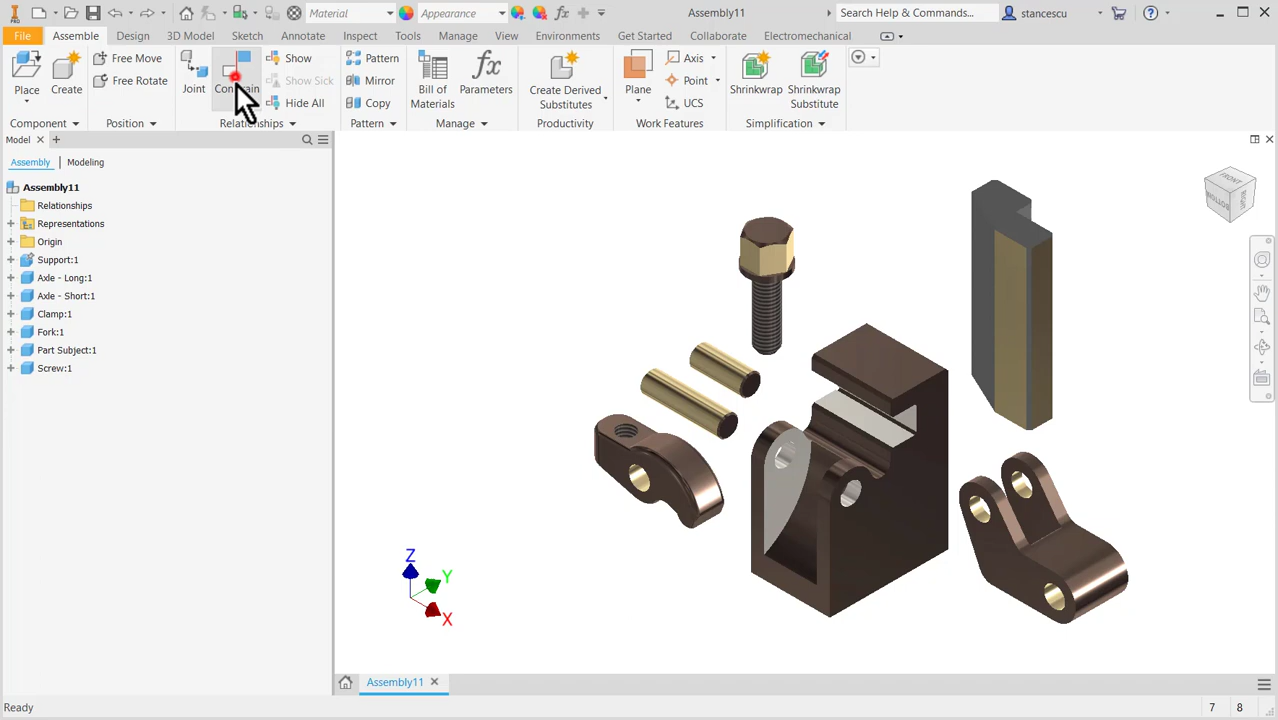 PRO
Material
Appearance
Assembly11
Search Help & Commands...
stancescu
File
Assemble
Design
3D Model
Sketch
Annotate
Inspect
Tools
Manage
View
Environments
Get Started
Collaborate
Electromechanical
Place
Create
Free Move
Free Rotate
Joint
Constrain
Show
Show Sick
Hide All
Pattern
Mirror
Copy
Bill of
Materials
Parameters
Create Derived
Substitutes
Plane
Axis
Point
UCS
Shrinkwrap
Shrinkwrap
Substitute
Component
Position
Relationships
Pattern
Manage
Productivity
Work Features
Simplification
Model
Assembly
Modeling
Assembly11
Relationships
Representations
Origin
Support:1
Axle - Long:1
Axle - Short:1
Clamp:1
Fork:1
Part Subject:1
Screw:1
FRONT
BOTTOM
Z
Y
X
Assembly11
Ready
7
8